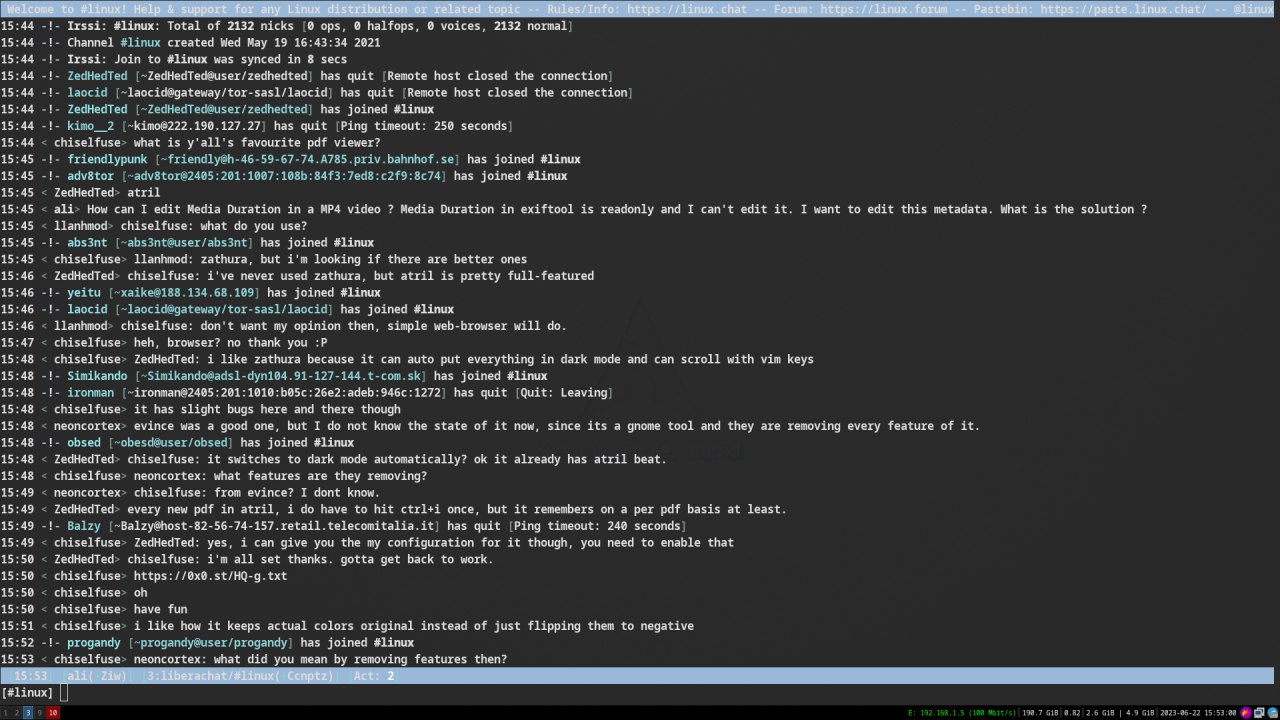 Welcome to #linux! Help & support for any Linux distribution or related topic -- Rules/Info: https://linux.chat -- Forum: https://linux.forum -- Pastebin: https://paste.linux.chat/ -- @linux
15:44 -!- Irssi: #linux: Total of 2132 nicks [0 ops, 0 halfops, 0 voices, 2132 normal]
15:44 -!- Channel #linux created Wed May 19 16:43:34 2021
15:44 -!- Irssi: Join to #linux was synced in 8 secs
15:44 -!- ZedHedTed [~ZedHedTed@user/zedhedted] has quit [Remote host closed the connection]
15:44 -!- laocid [~laocid@gateway/tor-sasl/laocid] has quit [Remote host closed the connection]
15:44 -!- ZedHedTed [~ZedHedTed@user/zedhedted] has joined #linux
15:44 -!- kimo__2 [~kimo@222.190.127.27] has quit [Ping timeout: 250 seconds]
15:44 < chiselfuse> what is y'all's favourite pdf viewer?
15:45 -!- friendlypunk [~friendly@h-46-59-67-74.A785.priv.bahnhof.se] has joined #linux
15:45 -!- adv8tor [~adv8tor@2405:201:1007:108b:84f3:7ed8:c2f9:8c74] has joined #linux
15:45 < ZedHedTed> atril
15:45 < ali> How can I edit Media Duration in a MP4 video ? Media Duration in exiftool is readonly and I can't edit it. I want to edit this metadata. What is the solution ?
15:45 < llanhmod> chiselfuse: what do you use?
15:45 -!- abs3nt [~abs3nt@user/abs3nt] has joined #linux
15:45 < chiselfuse> llanhmod: zathura, but i'm looking if there are better ones
15:46 < ZedHedTed> chiselfuse: i've never used zathura, but atril is pretty full-featured
15:46 -!- yeitu [~xaike@188.134.68.109] has joined #linux
15:46 -!- laocid [~laocid@gateway/tor-sasl/laocid] has joined #linux
15:46 < llanhmod> chiselfuse: don't want my opinion then, simple web-browser will do.
15:47 < chiselfuse> heh, browser? no thank you :P
15:48 < chiselfuse> ZedHedTed: i like zathura because it can auto put everything in dark mode and can scroll with vim keys
15:48 -!- Simikando [~Simikando@adsl-dyn104.91-127-144.t-com.sk] has joined #linux
15:48 -!- ironman [~ironman@2405:201:1010:b05c:26e2:adeb:946c:1272] has quit [Quit: Leaving]
15:48 < chiselfuse> it has slight bugs here and there though
15:48 < neoncortex> evince was a good one, but I do not know the state of it now, since its a gnome tool and they are removing every feature of it.
15:48 -!- obsed [~obesd@user/obsed] has joined #linux
15:48 < ZedHedTed> chiselfuse: it switches to dark mode automatically? ok it already has atril beat.
15:48 < chiselfuse> neoncortex: what features are they removing?
15:49 < neoncortex> chiselfuse: from evince? I dont know.
15:49 < ZedHedTed> every new pdf in atril, i do have to hit ctrl+i once, but it remembers on a per pdf basis at least.
15:49 -!- Balzy [~Balzy@host-82-56-74-157.retail.telecomitalia.it] has quit [Ping timeout: 240 seconds]
15:49 < chiselfuse> ZedHedTed: yes, i can give you the my configuration for it though, you need to enable that
15:50 < ZedHedTed> chiselfuse: i'm all set thanks. gotta get back to work.
15:50 < chiselfuse> https://0x0.st/HQ-g.txt
15:50 < chiselfuse> oh
15:50 < chiselfuse> have fun
15:51 < chiselfuse> i like how it keeps actual colors original instead of just flipping them to negative
15:52 -!- progandy [~progandy@user/progandy] has joined #linux
15:53 < chiselfuse> neoncortex: what did you mean by removing features then?
[15:53] [ali(+Ziw)] [3:liberachat/#linux(+Ccnptz)] [Act: 2]
[#linux]
1 2 3 9 10 E: 192.168.1.5 (100 Mbit/s) | 190.7 GiB | 0.82 | 2.6 GiB | 4.9 GiB | 2023-06-22 15:53:00